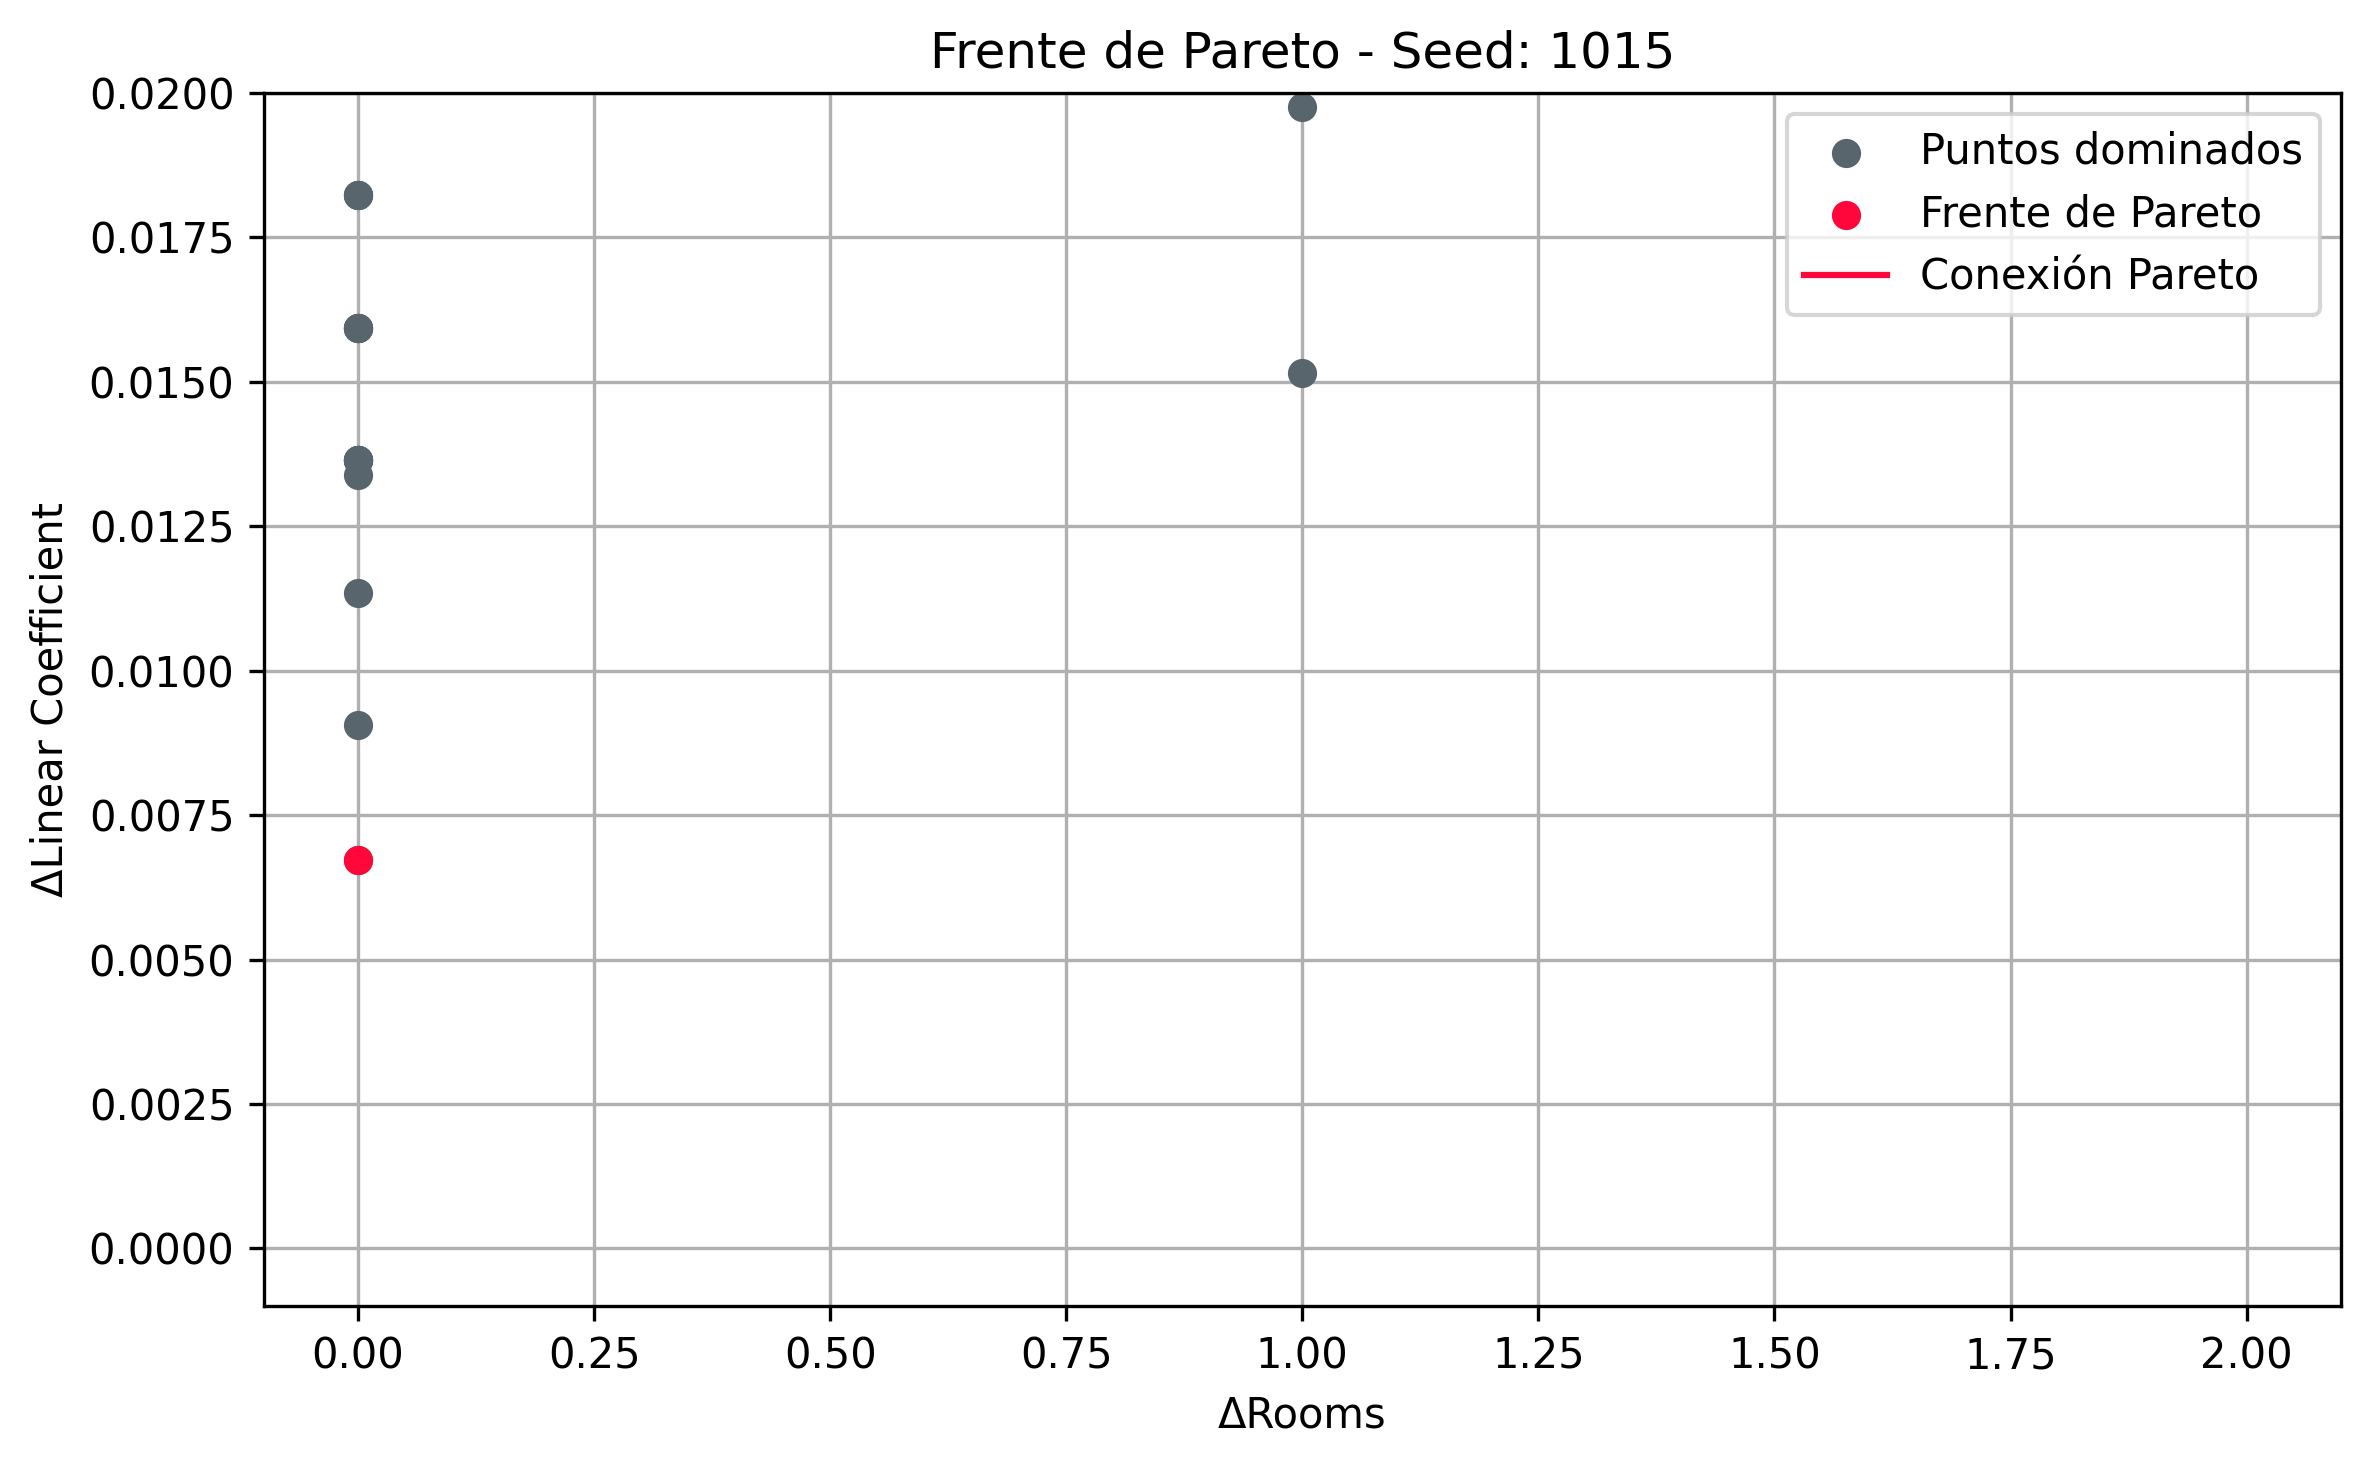 Frente de Pareto - Seed: 1015
0.0200
0.0175
0.0150
0.0125
0.0100
0.0075
0.0050
0.0025
0.0000
ΔLinear Coefficient
Puntos dominados
Frente de Pareto
Conexión Pareto
0.00 0.25 0.50 0.75 1.00 1.25 1.50 1.75 2.00
ΔRooms